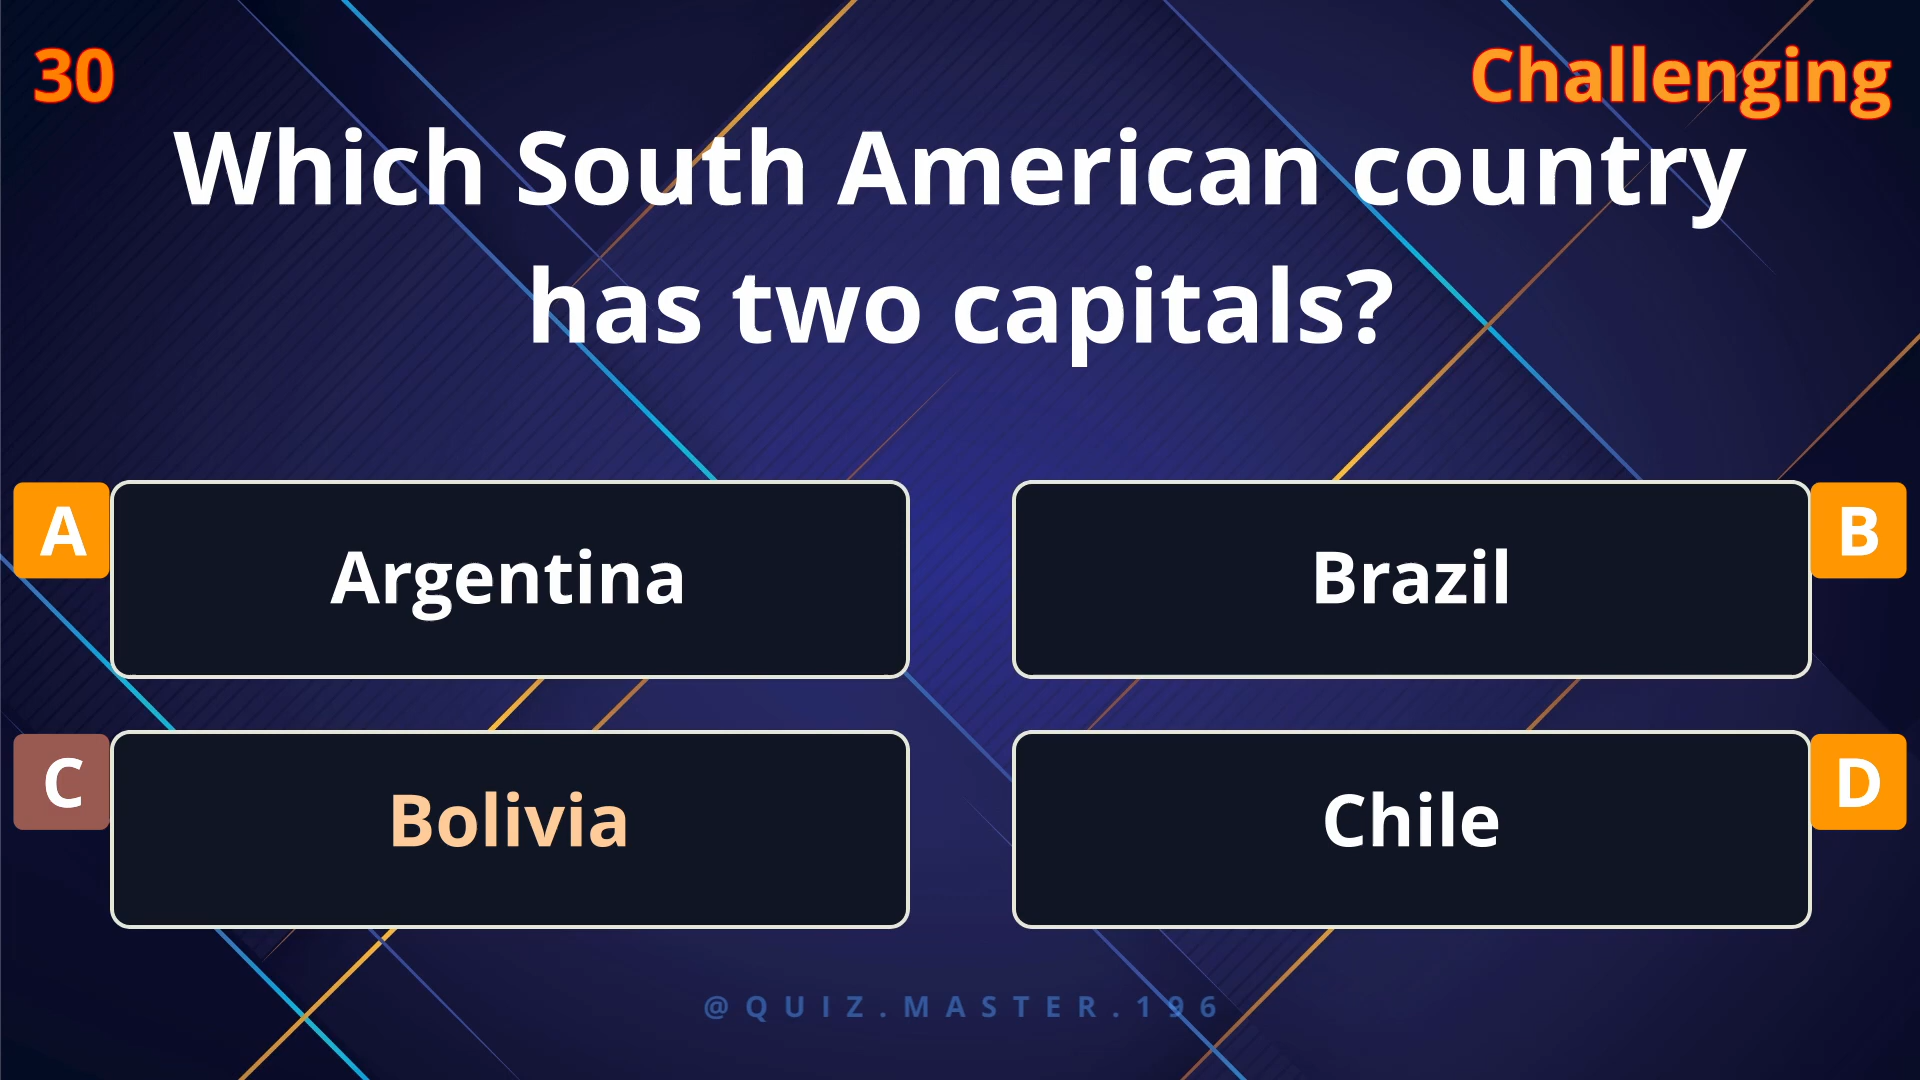 30
Challenging
Which South American country
has two capitals?
A
Argentina
B
Brazil
C
Bolivia
D
Chile
@QUIZ.MASTER.196